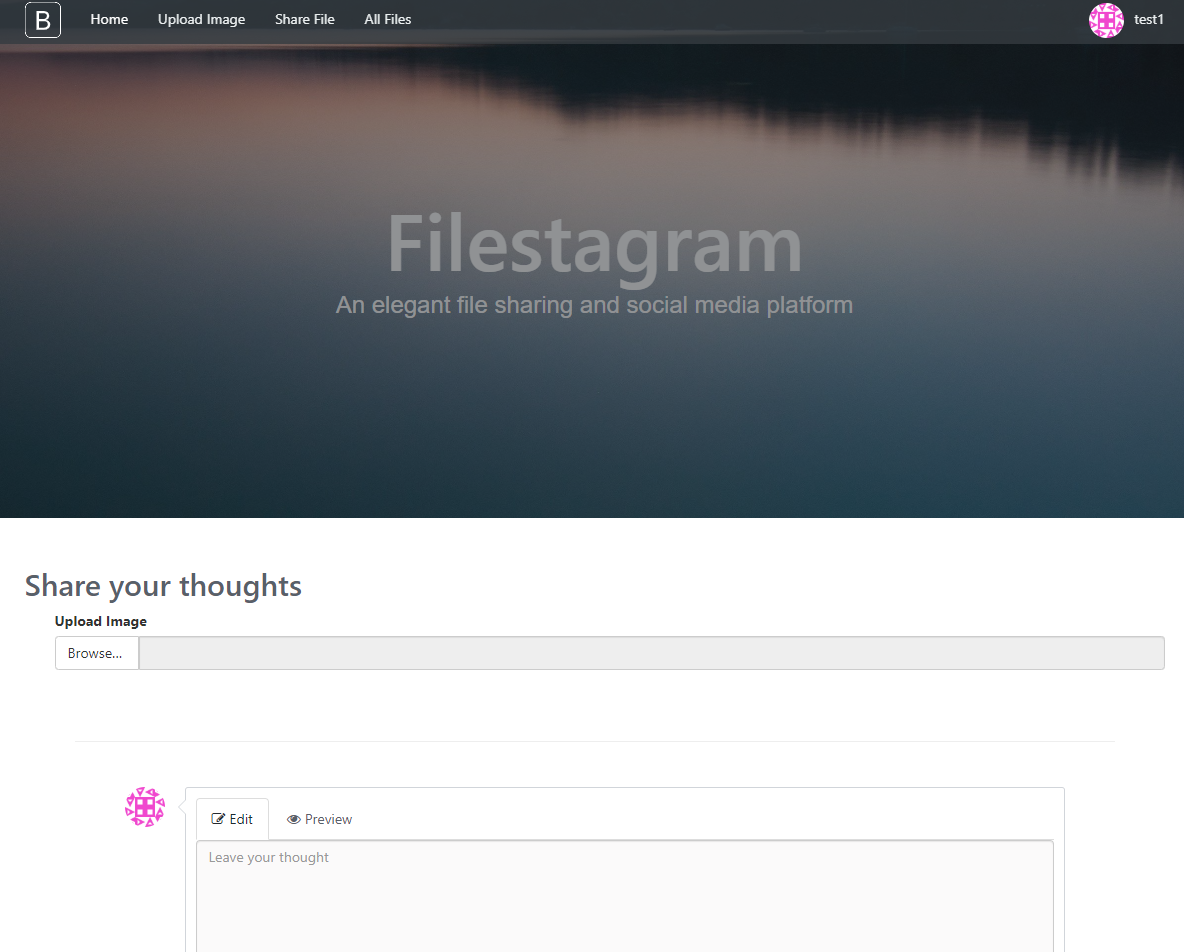 B Home Upload Image Share File All Files test1
Filestagram
An elegant file sharing and social media platform
Share your thoughts
Upload Image
Browse...
Edit Preview
Leave your thought